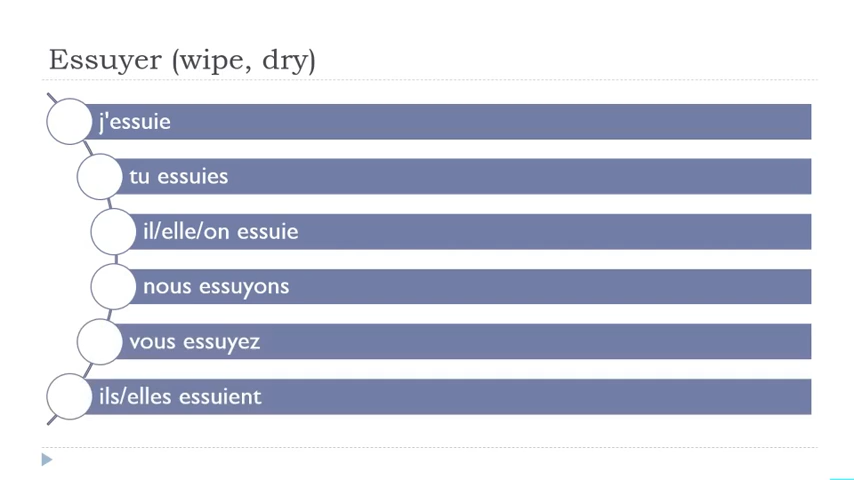 Essuyer (wipe, dry)
j'essuie
tu essuies
il/elle/on essuie
nous essuyons
vous essuyez
ils/elles essuient